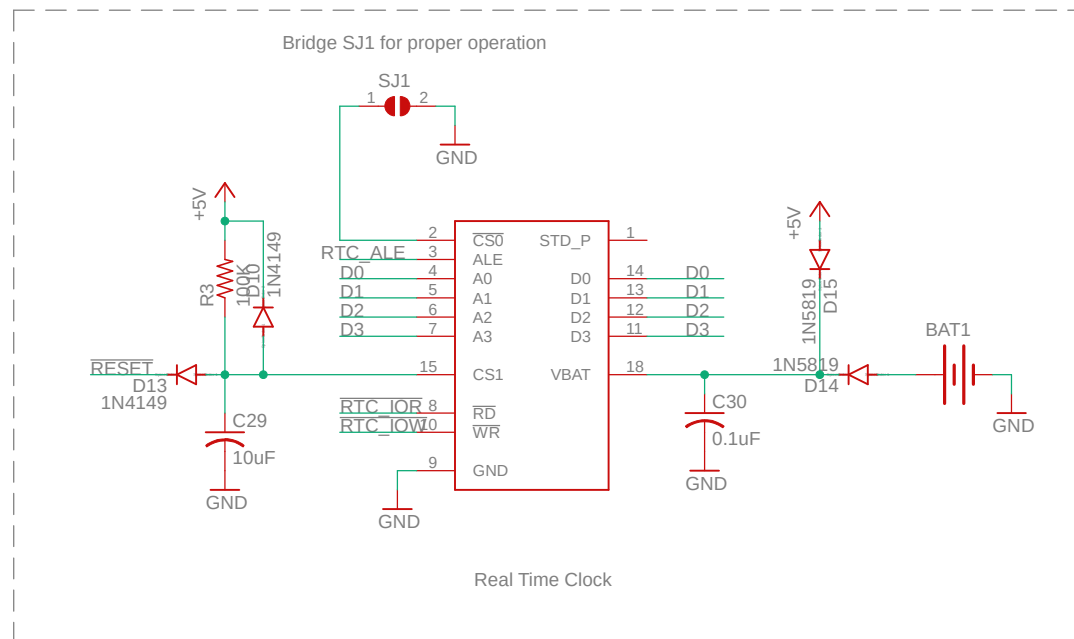 Bridge SJ1 for proper operation
SJ1
1 2
GND
+5V
R3
100K
D10
1N4149
RESET
D13
1N4149
C29
10uF
GND
RTC_ALE
D0
D1
D2
D3
RTC_IOR
RTC_IOW
2 CS0
3 ALE
4 A0
5 A1
6 A2
7 A3
15 CS1
8 RD
10 WR
9 GND
GND
STD_P 1
D0 14 D0
D1 13 D1
D2 12 D2
D3 11 D3
VBAT 18
+5V
1N5819
D15
1N5819
D14
BAT1
GND
C30
0.1uF
GND
Real Time Clock